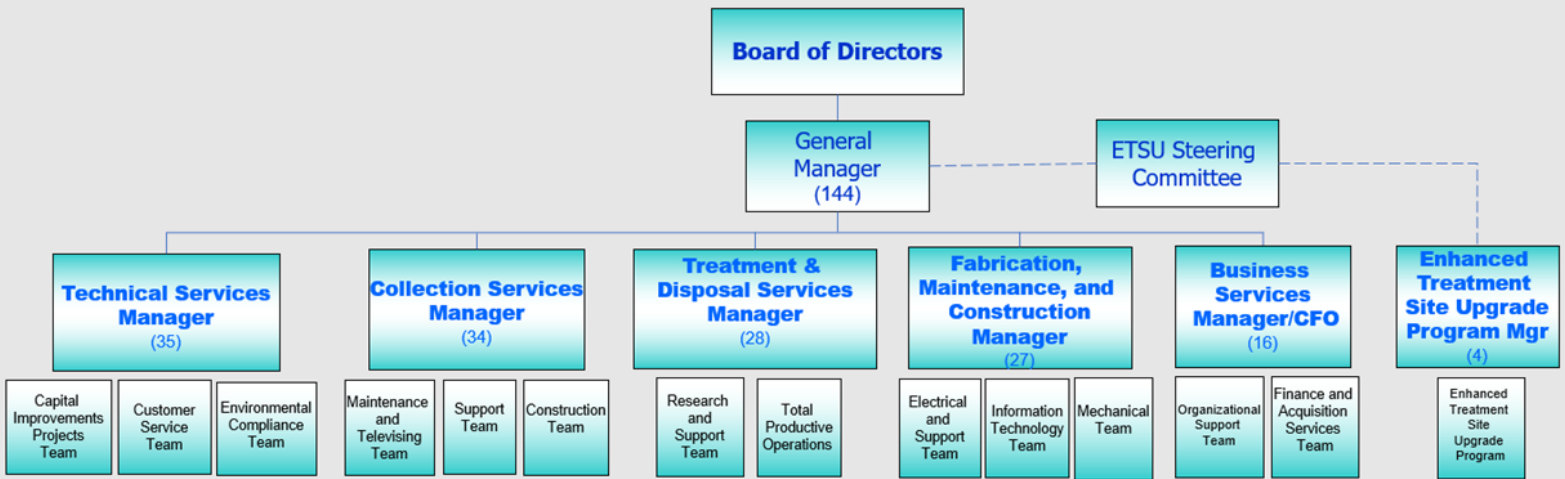 Board of Directors
General
Manager
(144)
ETSU Steering
Committee
Technical Services
Manager
(35)
Collection Services
Manager
(34)
Treatment &
Disposal Services
Manager
(28)
Fabrication,
Maintenance, and
Construction
Manager
(27)
Business
Services
Manager/CFO
(16)
Enhanced
Treatment
Site Upgrade
Program Mgr
(4)
Capital
Improvements
Projects
Team
Customer
Service
Team
Environmental
Compliance
Team
Maintenance
and
Televising
Team
Support
Team
Construction
Team
Research
and
Support
Team
Total
Productive
Operations
Electrical
and
Support
Team
Information
Technology
Team
Mechanical
Team
Organizational
Support
Team
Finance and
Acquisition
Services
Team
Enhanced
Treatment
Site
Upgrade
Program